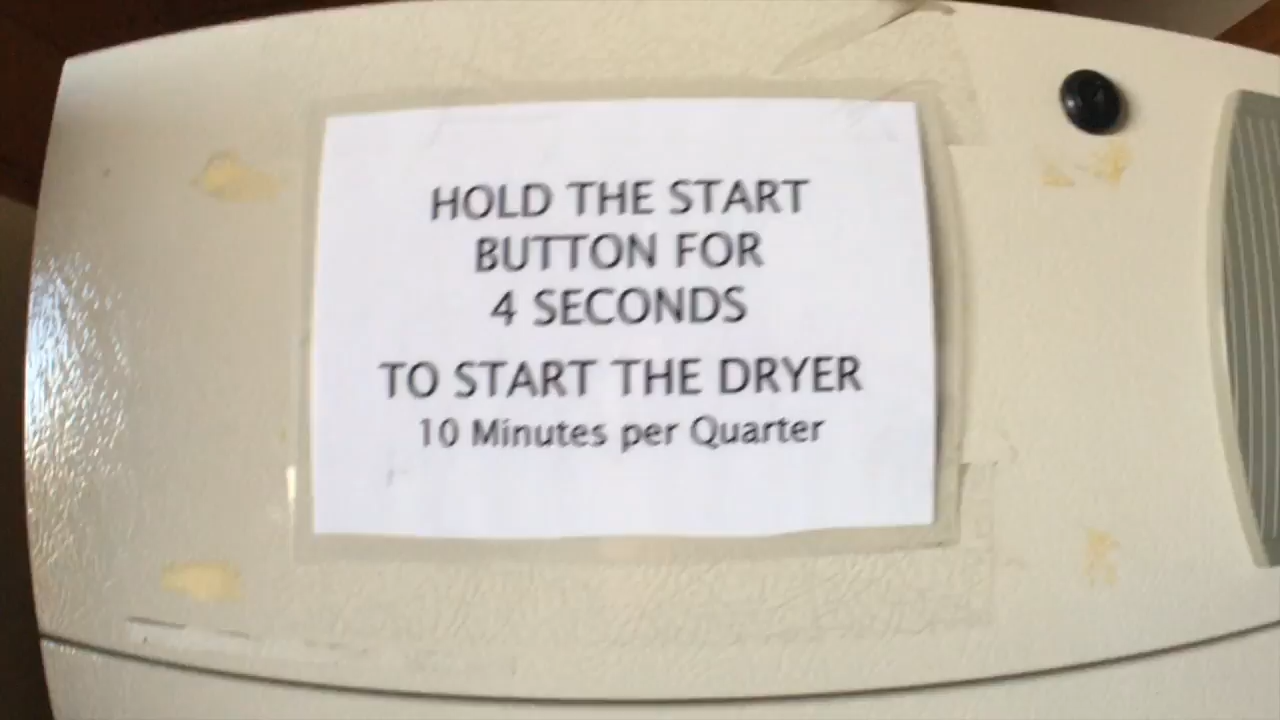 HOLD THE START
BUTTON FOR
4 SECONDS
TO START THE DRYER
10 Minutes per Quarter